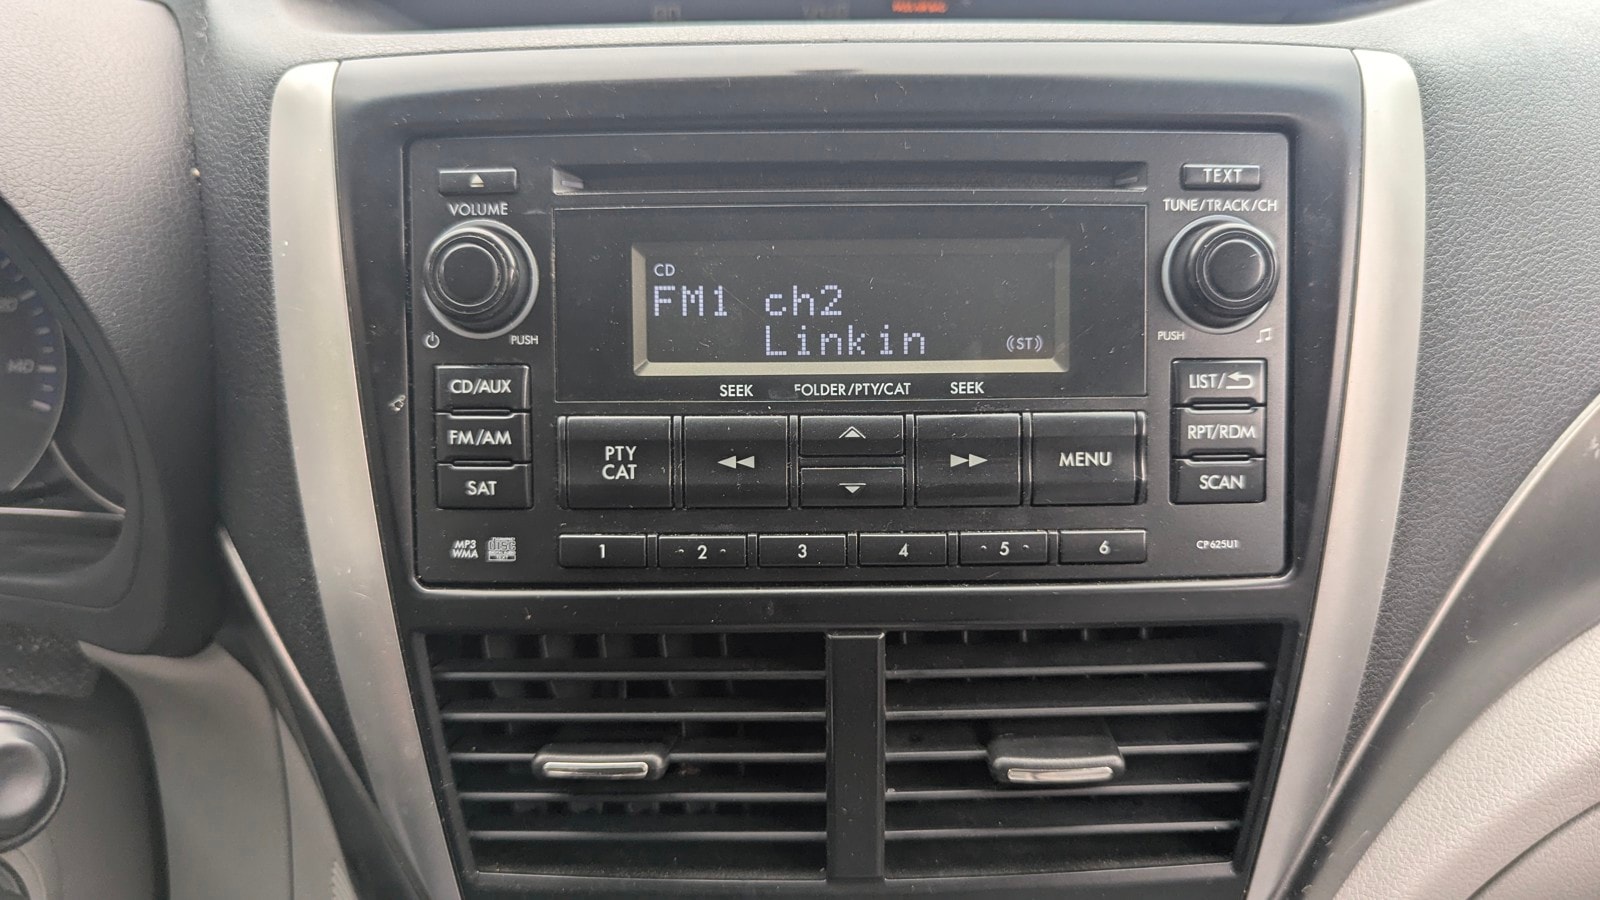 TEXT
VOLUME
TUNE/TRACK/CH
CD
FM1 ch2
Linkin
(ST)
PUSH
PUSH
SEEK
FOLDER/PTY/CAT
SEEK
CD/AUX
FM/AM
SAT
PTY
CAT
MENU
LIST/
RPT/RDM
SCAN
MP3
WMA
disc
1
2
3
4
5
6
CP625U1